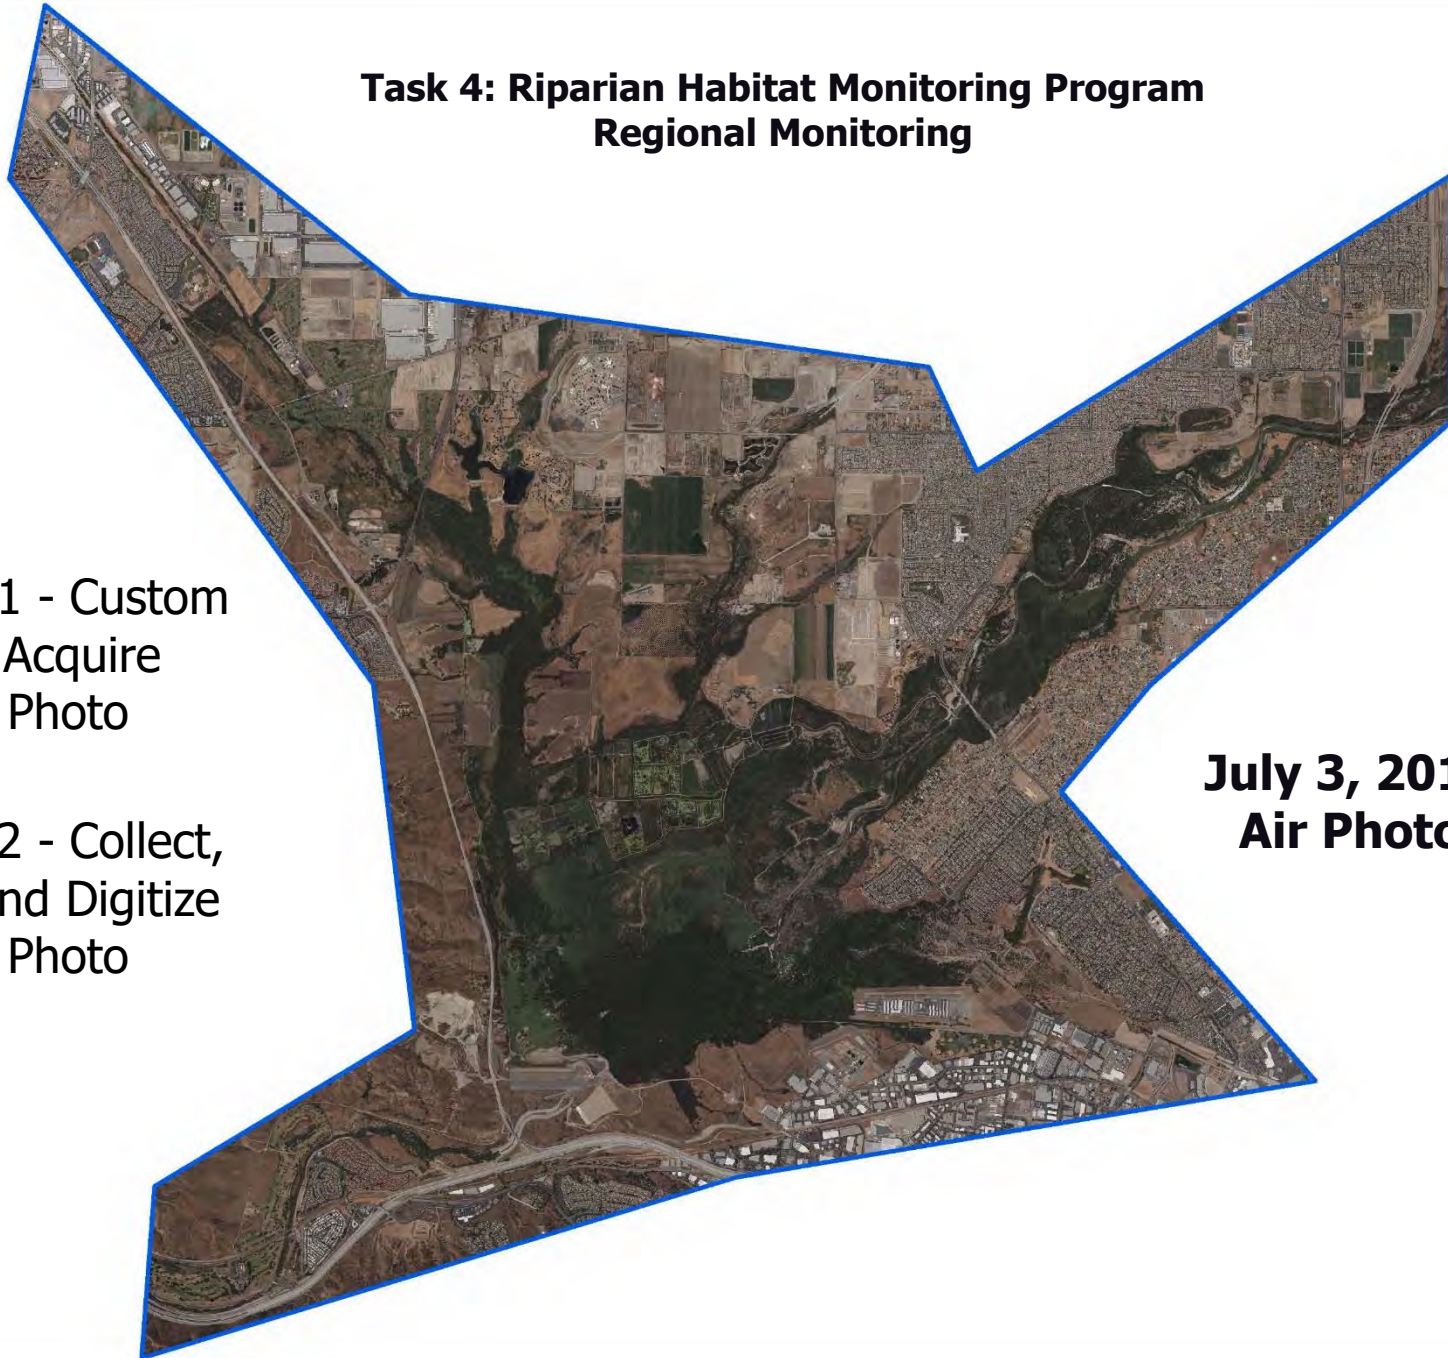 Task 4: Riparian Habitat Monitoring Program
Regional Monitoring
1 - Custom
Acquire
Photo
2 - Collect,
nd Digitize
Photo
July 3, 201
Air Photo